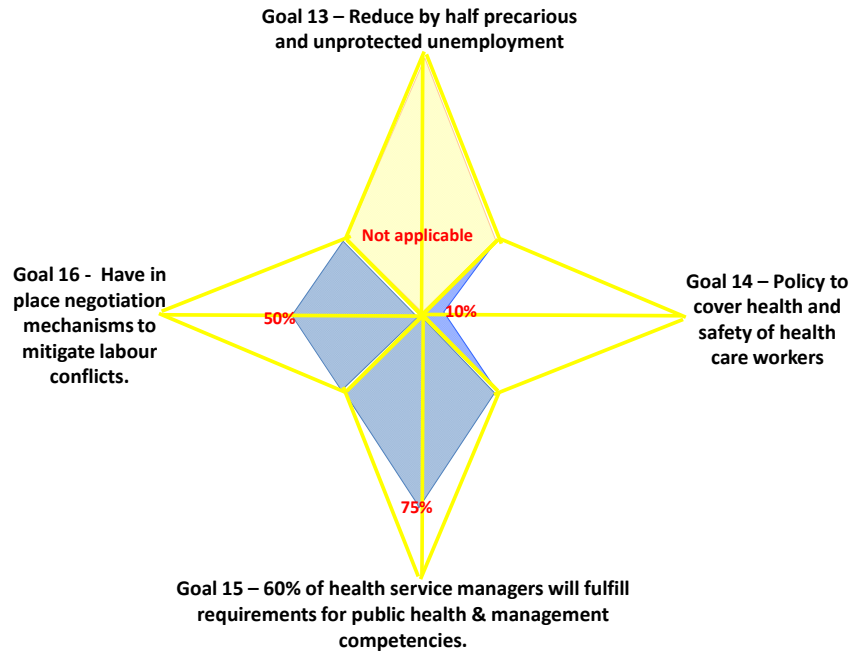 Goal 13 – Reduce by half precarious
and unprotected unemployment
Not applicable
Goal 16 -  Have in
place negotiation
mechanisms to
mitigate labour
conflicts.
50%
10%
Goal 14 – Policy to
cover health and
safety of health
care workers
75%
Goal 15 – 60% of health service managers will fulfill
requirements for public health & management
competencies.